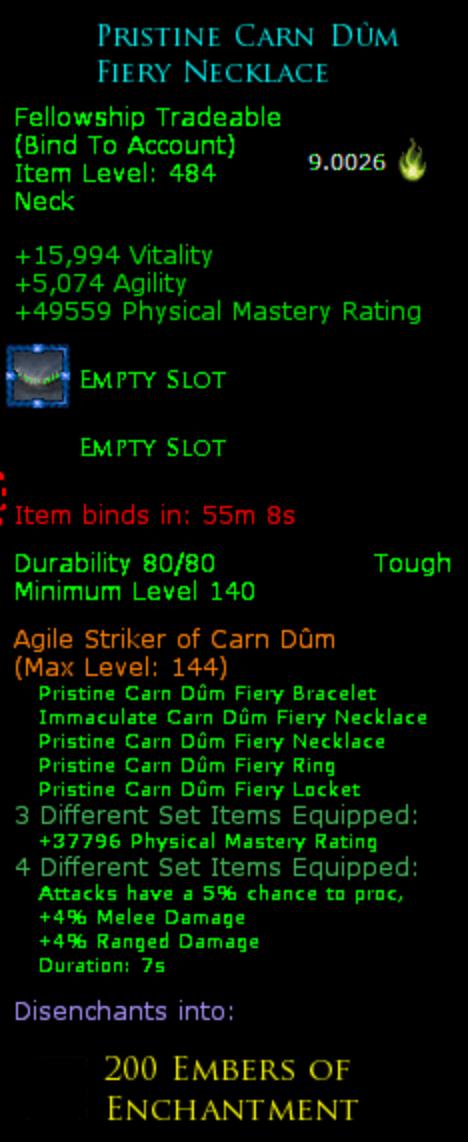 Pristine Carn Dûm
Fiery Necklace
Fellowship Tradeable
(Bind To Account)
Item Level: 484
9.0026
Neck
+15,994 Vitality
+5,074 Agility
+49559 Physical Mastery Rating
Empty Slot
Empty Slot
Item binds in: 55m 8s
Durability 80/80 Tough
Minimum Level 140
Agile Striker of Carn Dûm
(Max Level: 144)
Pristine Carn Dûm Fiery Bracelet
Immaculate Carn Dûm Fiery Necklace
Pristine Carn Dûm Fiery Necklace
Pristine Carn Dûm Fiery Ring
Pristine Carn Dûm Fiery Locket
3 Different Set Items Equipped:
+37796 Physical Mastery Rating
4 Different Set Items Equipped:
Attacks have a 5% chance to proc,
+4% Melee Damage
+4% Ranged Damage
Duration: 7s
Disenchants into:
200 Embers of
Enchantment